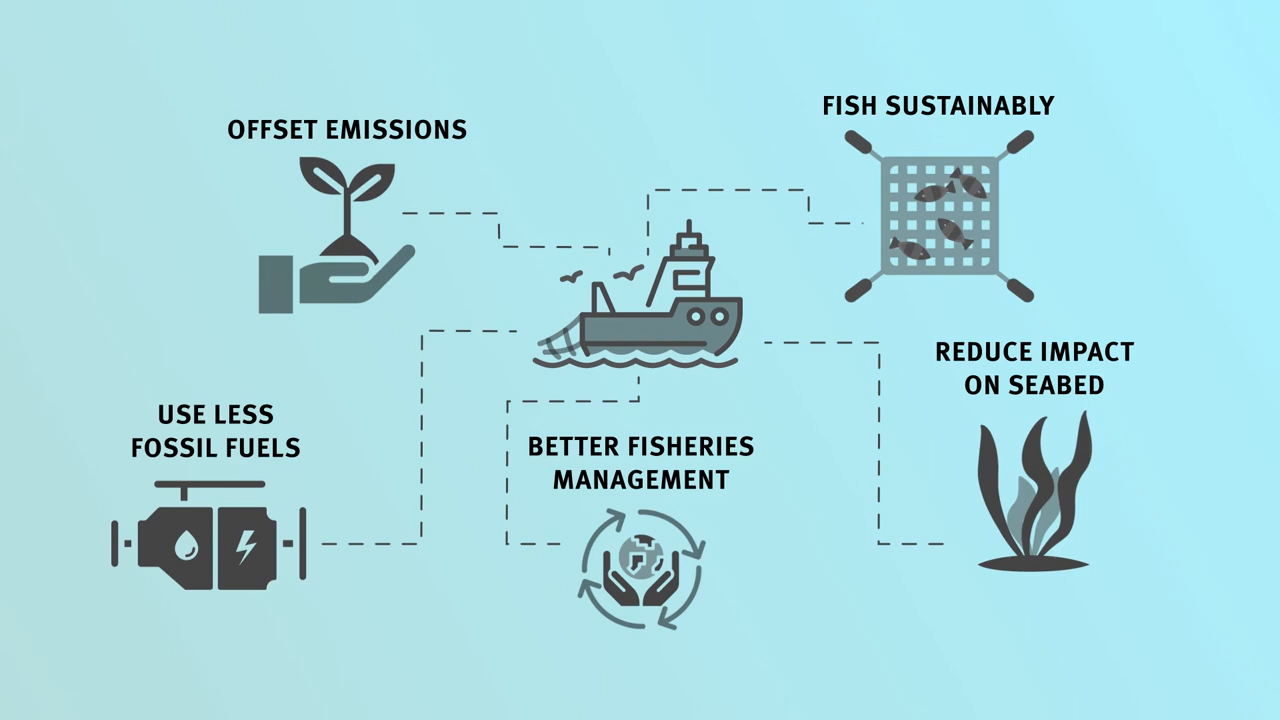 OFFSET EMISSIONS
FISH SUSTAINABLY
REDUCE IMPACT
ON SEABED
USE LESS
FOSSIL FUELS
BETTER FISHERIES
MANAGEMENT